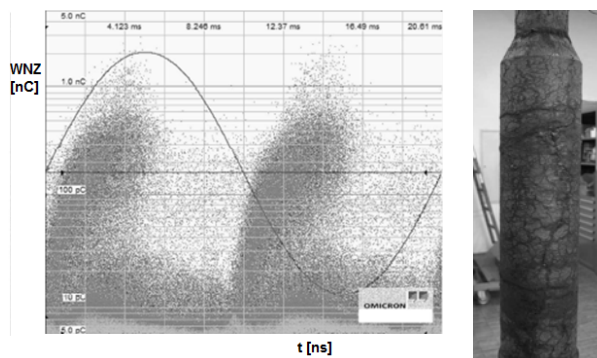 5.0 nC
4.123 ms 8.246 ms 12.37 ms 16.49 ms 20.61 ms
WNZ
[nC]
1.0 nC
100 pC
10 pC
OMICRON
5.0 pC
t [ns]